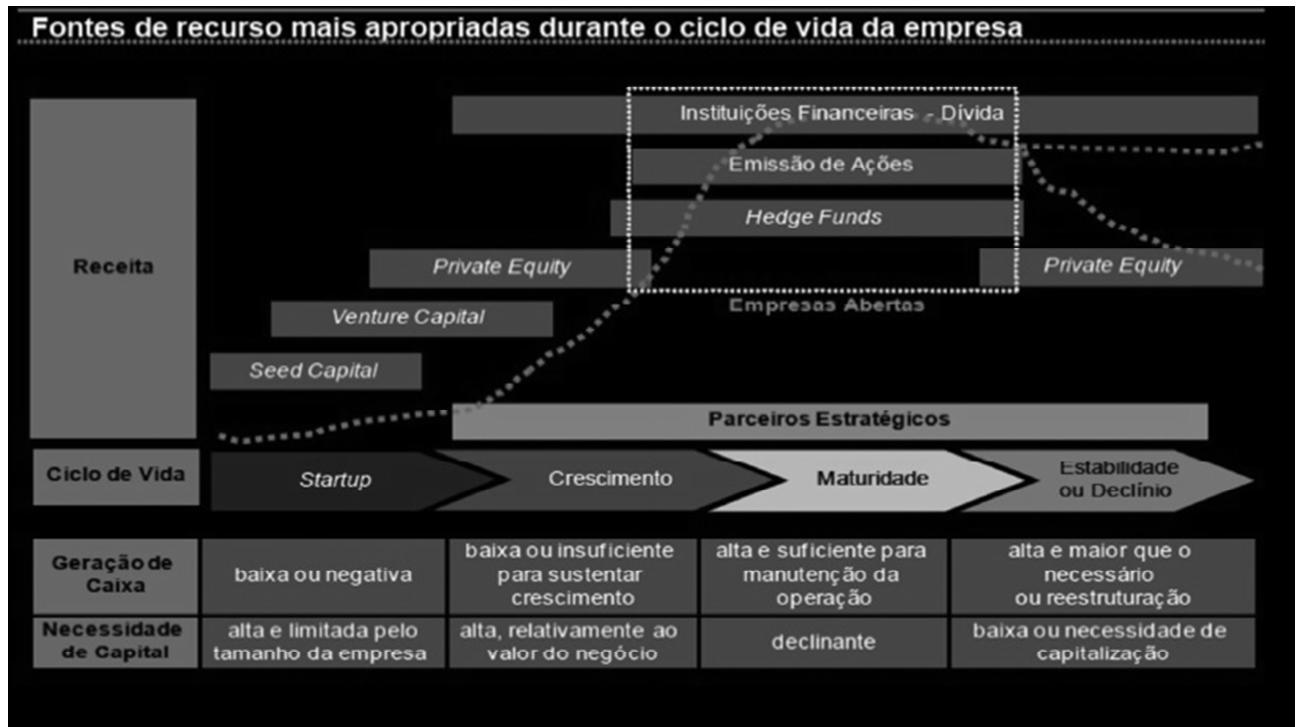 Fontes de recurso mais apropriadas durante o ciclo de vida da empresa
Receita
Instituições Financeiras - Dívida
Emissão de Ações
Hedge Funds
Private Equity
Private Equity
Empresas Abertas
Venture Capital
Seed Capital
Parceiros Estratégicos
Ciclo de Vida
Startup
Crescimento
Maturidade
Estabilidade
ou Declínio
Geração de
Caixa
baixa ou negativa
baixa ou insuficiente
para sustentar
crescimento
alta e suficiente para
manutenção da
operação
alta e maior que o
necessário
ou reestruturação
Necessidade
de Capital
alta e limitada pelo
tamanho da empresa
alta, relativamente ao
valor do negócio
declinante
baixa ou necessidade de
capitalização